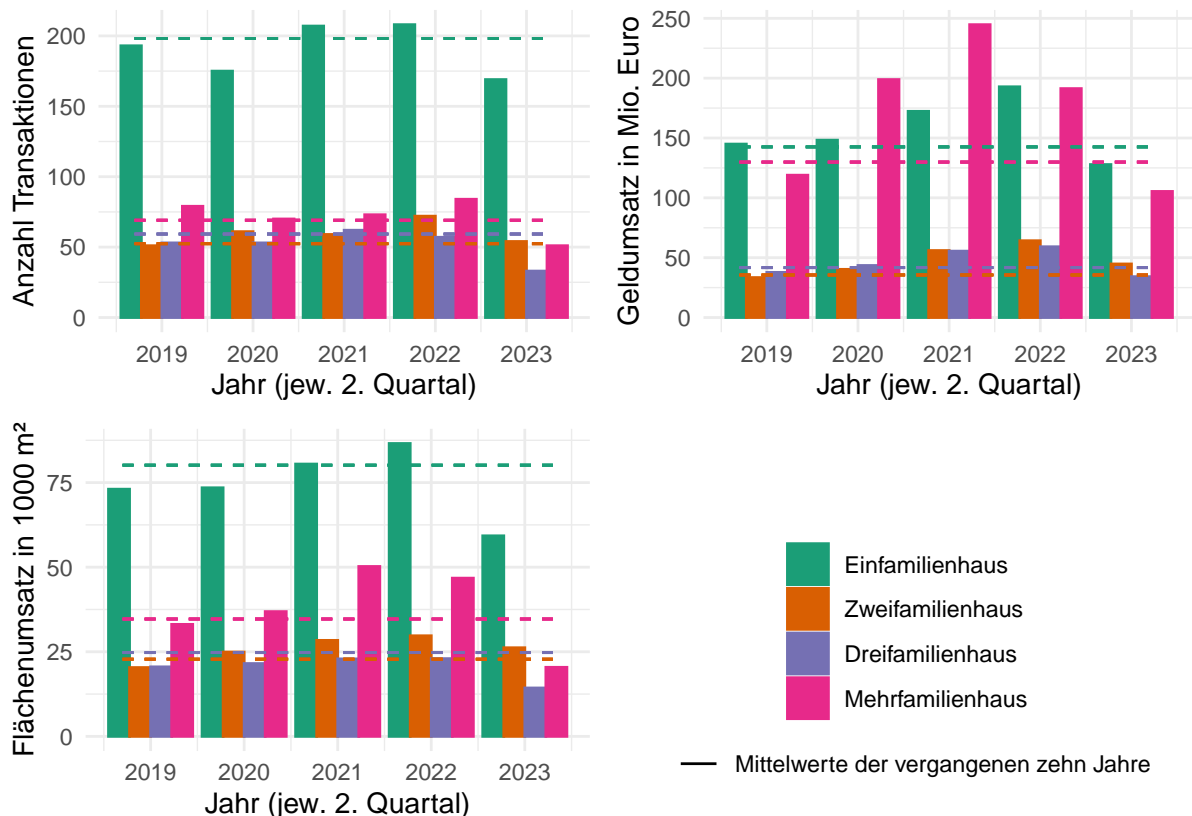 Anzahl Transaktionen
200
150
100
50
0
2019 2020 2021 2022 2023
Jahr (jew. 2. Quartal)
Geldumsatz in Mio. Euro
250
200
150
100
50
0
2019 2020 2021 2022 2023
Jahr (jew. 2. Quartal)
Flächenumsatz in 1000 m²
75
50
25
0
2019 2020 2021 2022 2023
Jahr (jew. 2. Quartal)
Einfamilienhaus
Zweifamilienhaus
Dreifamilienhaus
Mehrfamilienhaus
Mittelwerte der vergangenen zehn Jahre